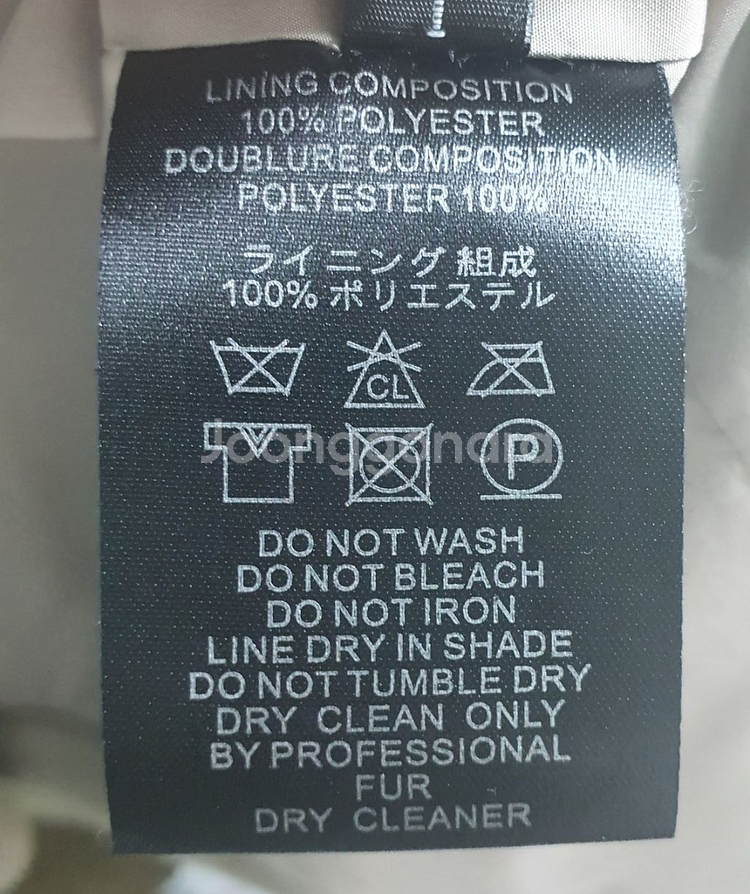 LINING COMPOSITION
100% POLYESTER
DOUBLURE COMPOSITION
POLYESTER 100%
ライニング 組成
100% ポリエステル
CL
Joonggonara
P
DO NOT WASH
DO NOT BLEACH
DO NOT IRON
LINE DRY IN SHADE
DO NOT TUMBLE DRY
DRY CLEAN ONLY
BY PROFESSIONAL
FUR
DRY CLEANER